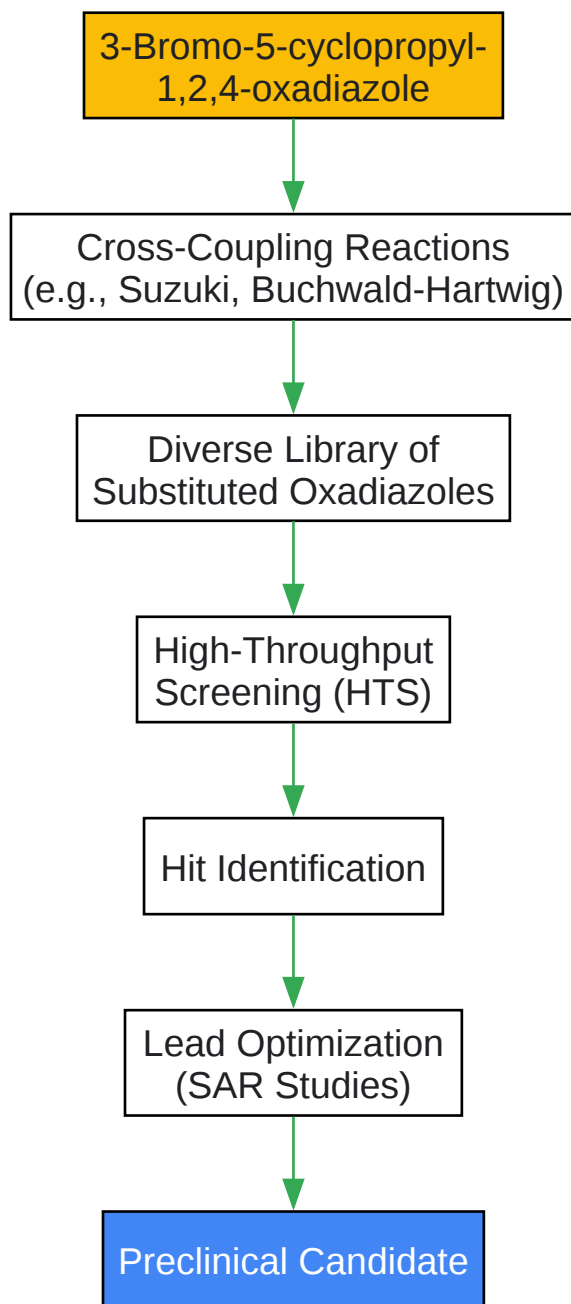 3-Bromo-5-cyclopropyl-
1,2,4-oxadiazole
Cross-Coupling Reactions
(e.g., Suzuki, Buchwald-Hartwig)
Diverse Library of
Substituted Oxadiazoles
High-Throughput
Screening (HTS)
Hit Identification
Lead Optimization
(SAR Studies)
Preclinical Candidate